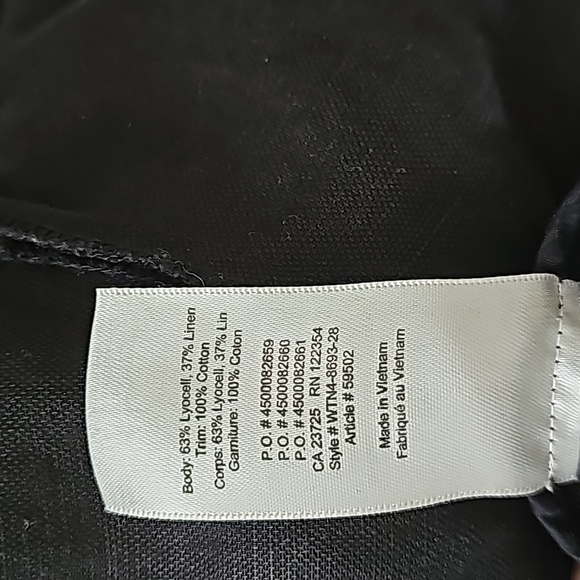 Body: 63% Lyocell, 37% Linen
Trim: 100% Cotton
Corps: 63% Lyocell, 37% Lin
Garniture: 100% Coton
P.O. # 4500082659
P.O. # 4500082660
P.O. # 4500082661
CA 23725 RN 122354
Style # WTN4-8693-28
Article # 59502
Made in Vietnam
Fabriqué au Vietnam